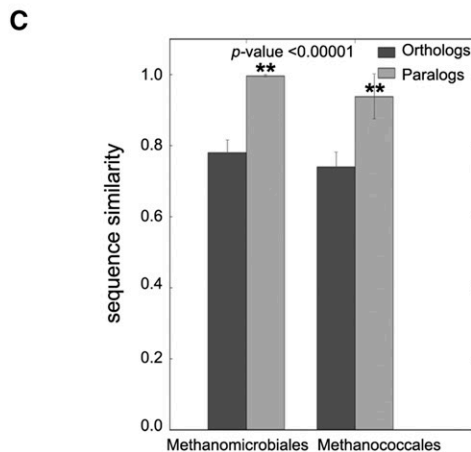 C
p-value <0.00001
Orthologs
Paralogs
** **
1.0
0.8
0.6
0.4
0.2
0.0
sequence similarity
Methanomicrobiales Methanococcales